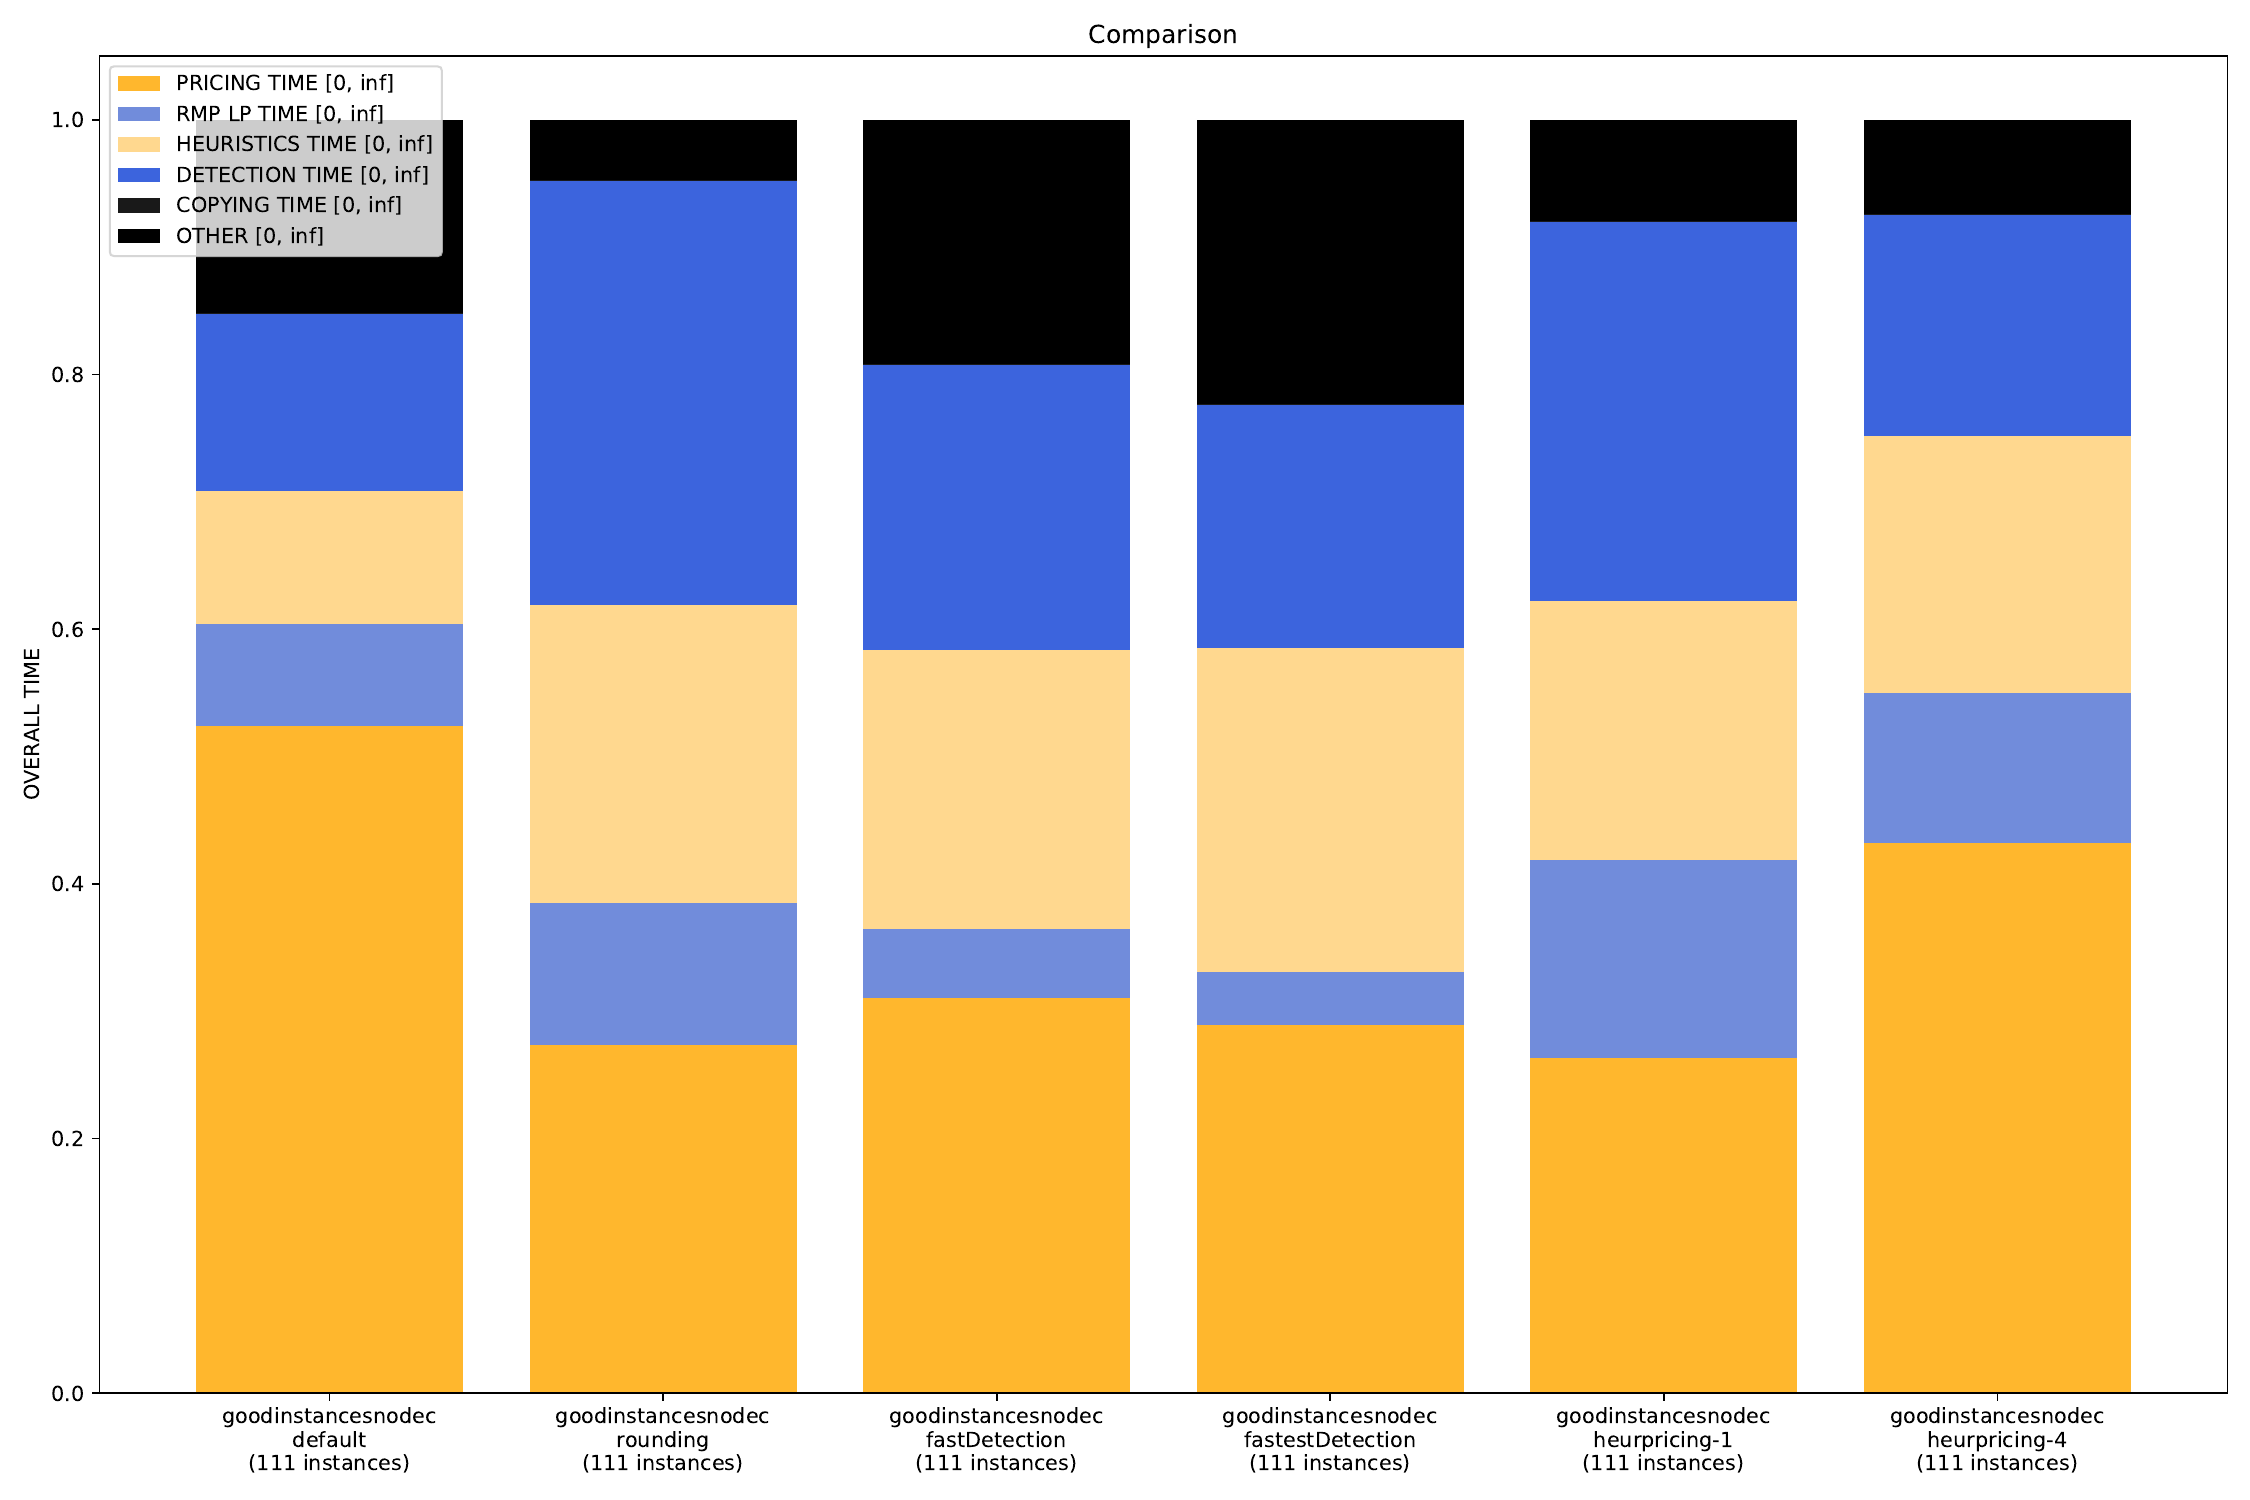 Comparison
PRICING TIME [0, inf]
RMP LP TIME [0, inf]
HEURISTICS TIME [0, inf]
DETECTION TIME [0, inf]
COPYING TIME [0, inf]
OTHER [0, inf]
OVERALL TIME
1.0
0.8
0.6
0.4
0.2
0.0
goodinstancesnodec
default
(111 instances)
goodinstancesnodec
rounding
(111 instances)
goodinstancesnodec
fastDetection
(111 instances)
goodinstancesnodec
fastestDetection
(111 instances)
goodinstancesnodec
heurpricing-1
(111 instances)
goodinstancesnodec
heurpricing-4
(111 instances)